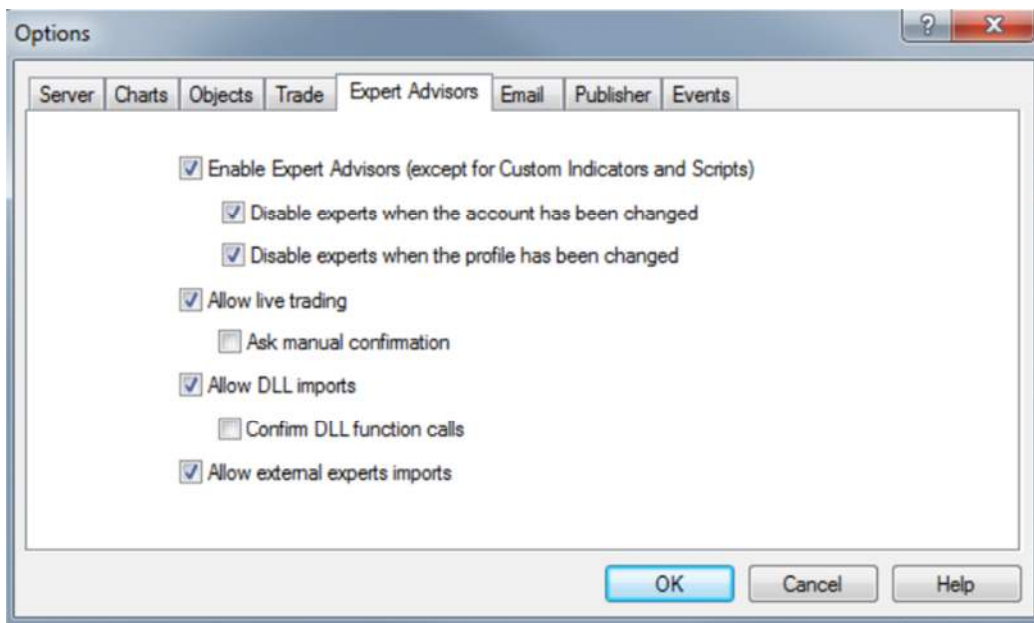 Options
Server Charts Objects Trade Expert Advisors Email Publisher Events
Enable Expert Advisors (except for Custom Indicators and Scripts)
Disable experts when the account has been changed
Disable experts when the profile has been changed
Allow live trading
Ask manual confirmation
Allow DLL imports
Confirm DLL function calls
Allow external experts imports
OK Cancel Help